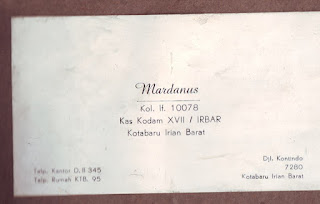 Mardanus
Kol. If. 10078
Kas Kodam XVII / IRBAR
Kotabaru Irian Barat
Telp. Kantor O.II 345
Telp. Rumah KTB. 95
Djl. Kontindo
7280
Kotabaru Irian Barat